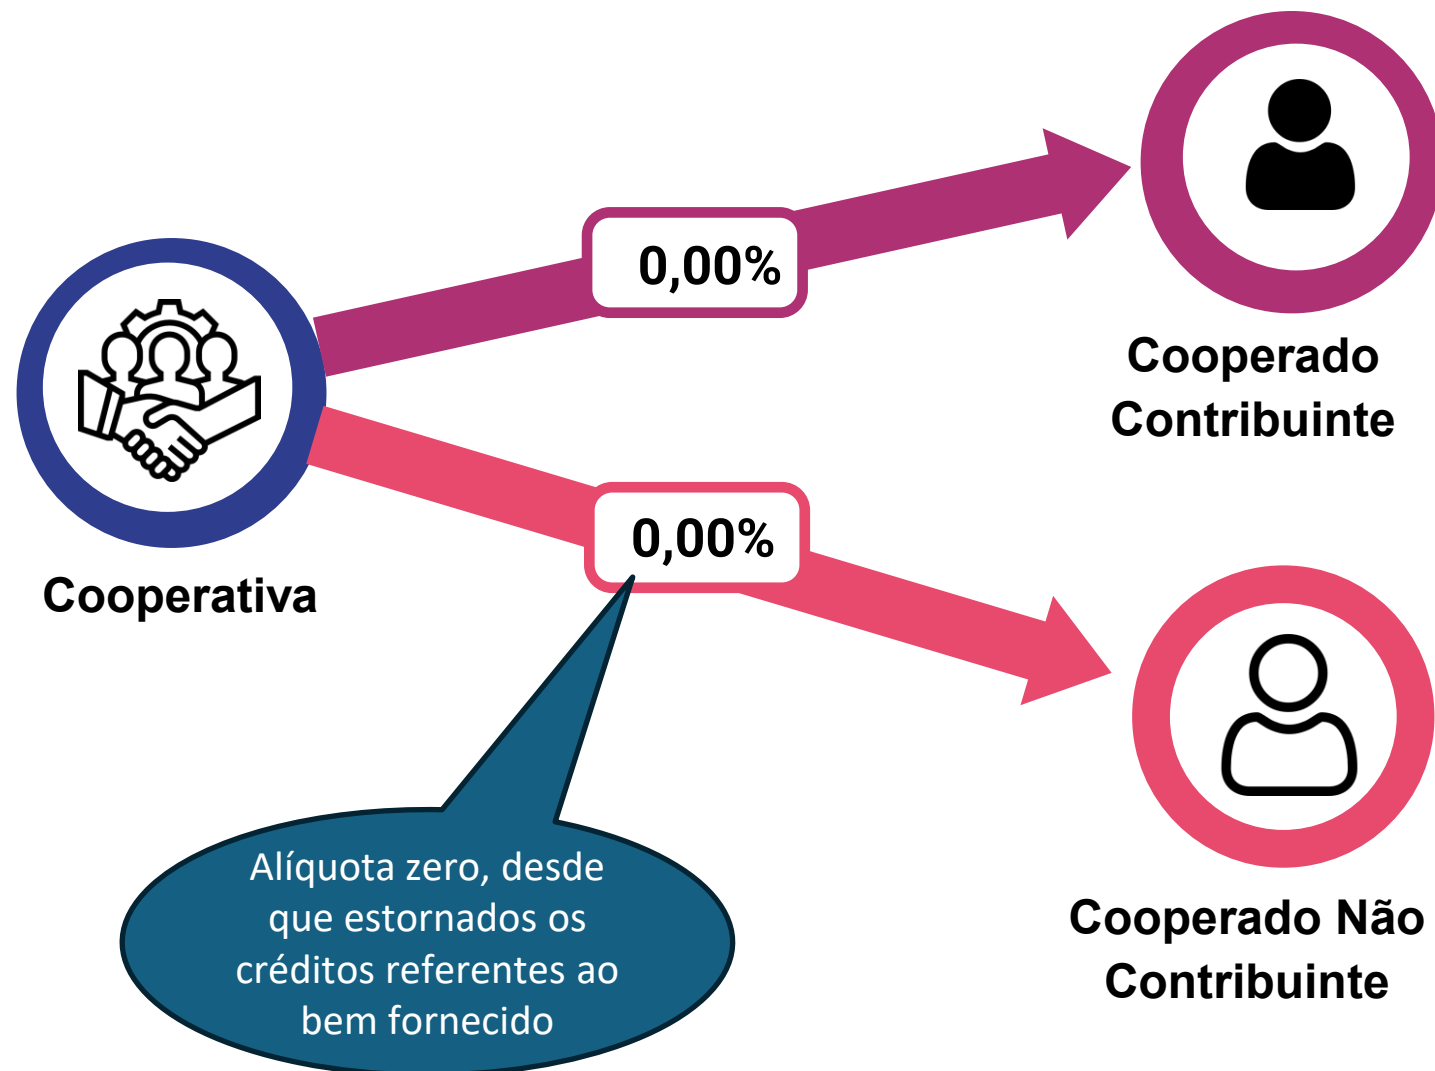 0,00%
Cooperado
Contribuinte
0,00%
Cooperativa
Alíquota zero, desde
que estornados os
créditos referentes ao
bem fornecido
Cooperado Não
Contribuinte